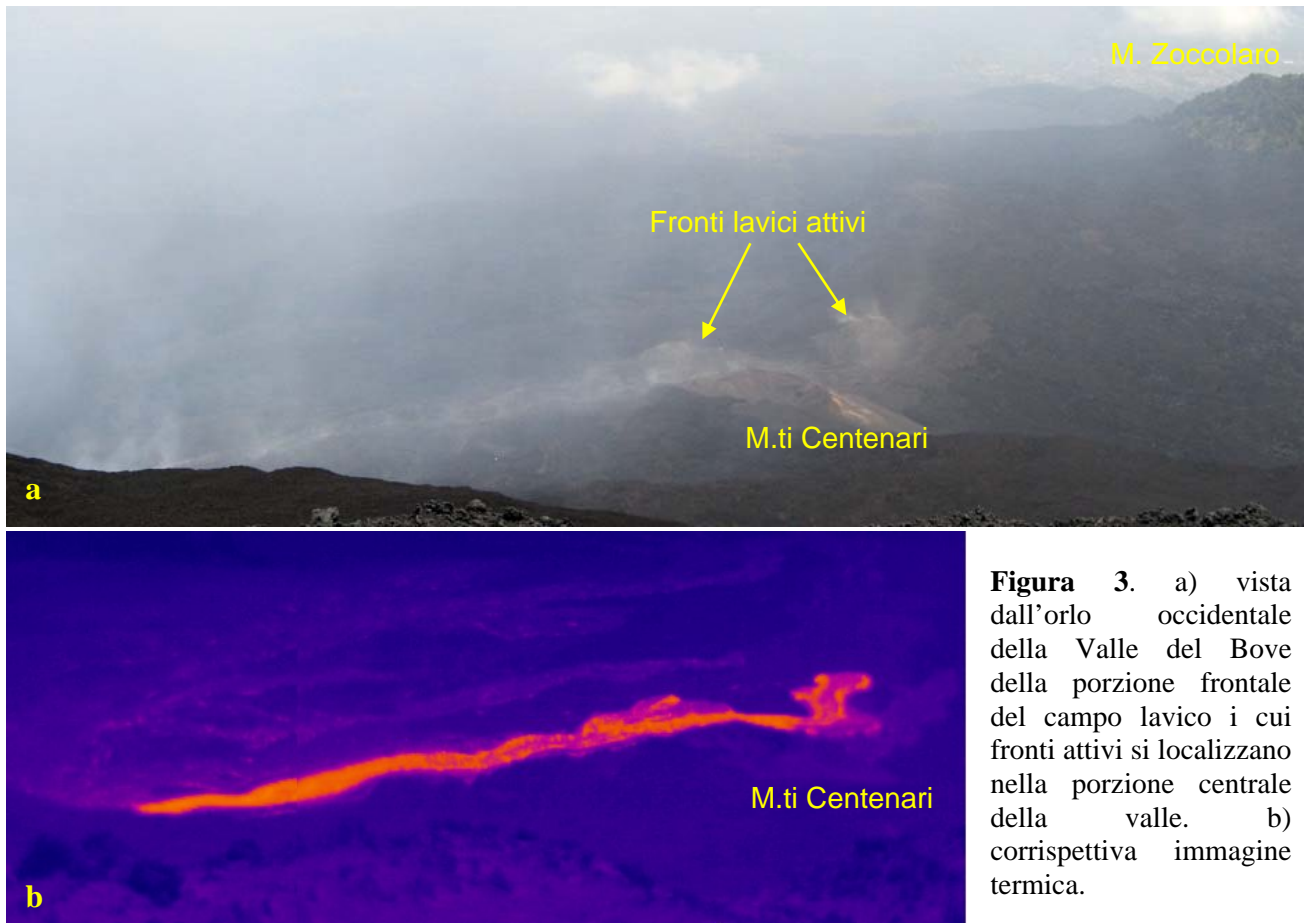 M. Zoccolaro
Fronti lavici attivi
M.ti Centenari
a
M.ti Centenari
b
Figura 3. a) vista
dall’orlo occidentale
della Valle del Bove
della porzione frontale
del campo lavico i cui
fronti attivi si localizzano
nella porzione centrale
della valle. b)
corrispettiva immagine
termica.